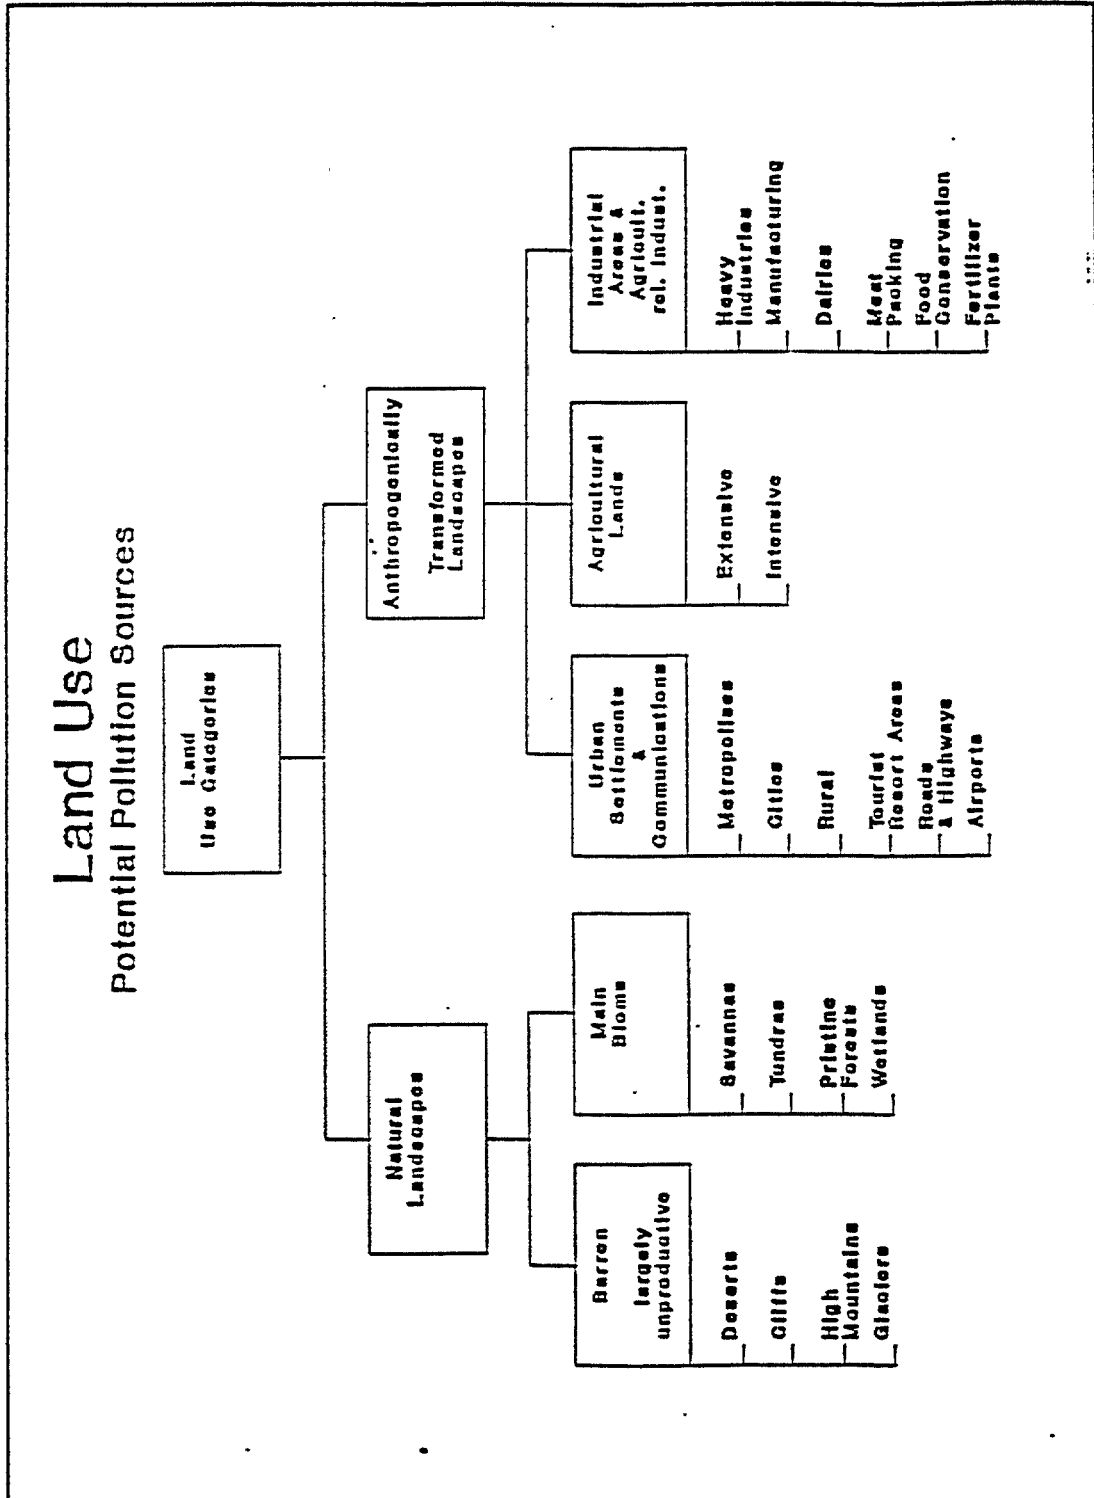 Land Use
Potential Pollution Sources
Land
Use Catagories
Natural
Landscapes
Anthropogenically
Transformed
Landscapes
Barren
largely
unproductive
Main
Bioms
Urban
Settlements
&
Communications
Agricultural
Lands
Industrial
Areas &
Agricult.
rel. Indust.
Deserts
Cliffs
High
Mountains
Glaciers
Savannas
Tundras
Pristine
Forests
Wetlands
Metropolises
Cities
Rural
Tourist
Resort Areas
Roads
& Highways
Airports
Extensive
Intensive
Heavy
Industries
Manufacturing
Dairies
Meat
Packing
Food
Conservation
Fertilizer
Plants